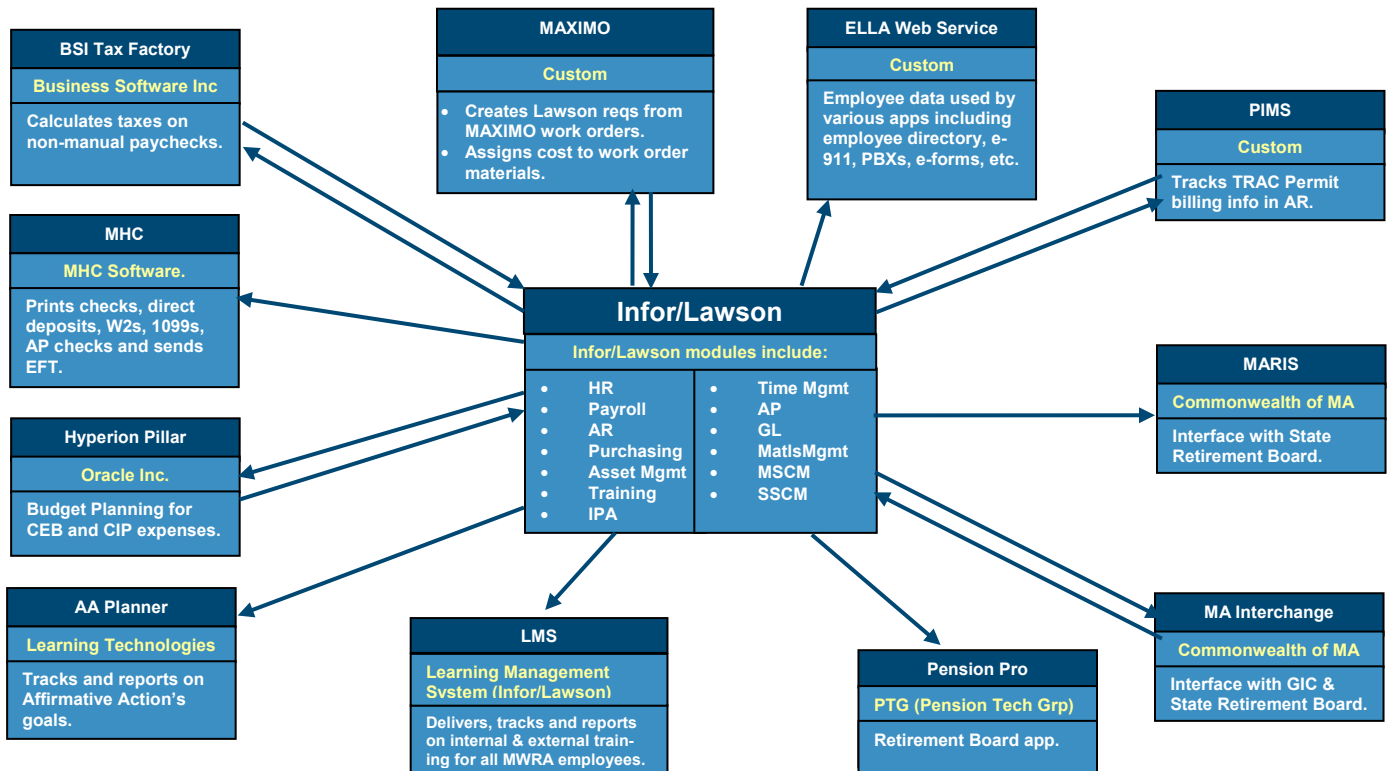 BSI Tax Factory
Business Software Inc
Calculates taxes on
non-manual paychecks.
MAXIMO
Custom
• Creates Lawson reqs from
MAXIMO work orders.
• Assigns cost to work order
materials.
ELLA Web Service
Custom
Employee data used by
various apps including
employee directory, e-
911, PBXs, e-forms, etc.
PIMS
Custom
Tracks TRAC Permit
billing info in AR.
MHC
MHC Software.
Prints checks, direct
deposits, W2s, 1099s,
AP checks and sends
EFT.
Infor/Lawson
Infor/Lawson modules include:
• HR
• Payroll
• AR
• Purchasing
• Asset Mgmt
• Training
• IPA
• Time Mgmt
• AP
• GL
• MatlsMgmt
• MSCM
• SSCM
MARIS
Commonwealth of MA
Interface with State
Retirement Board.
Hyperion Pillar
Oracle Inc.
Budget Planning for
CEB and CIP expenses.
AA Planner
Learning Technologies
Tracks and reports on
Affirmative Action's
goals.
LMS
Learning Management
System (Infor/Lawson)
Delivers, tracks and reports
on internal & external train-
ing for all MWRA employees.
Pension Pro
PTG (Pension Tech Grp)
Retirement Board app.
MA Interchange
Commonwealth of MA
Interface with GIC &
State Retirement Board.